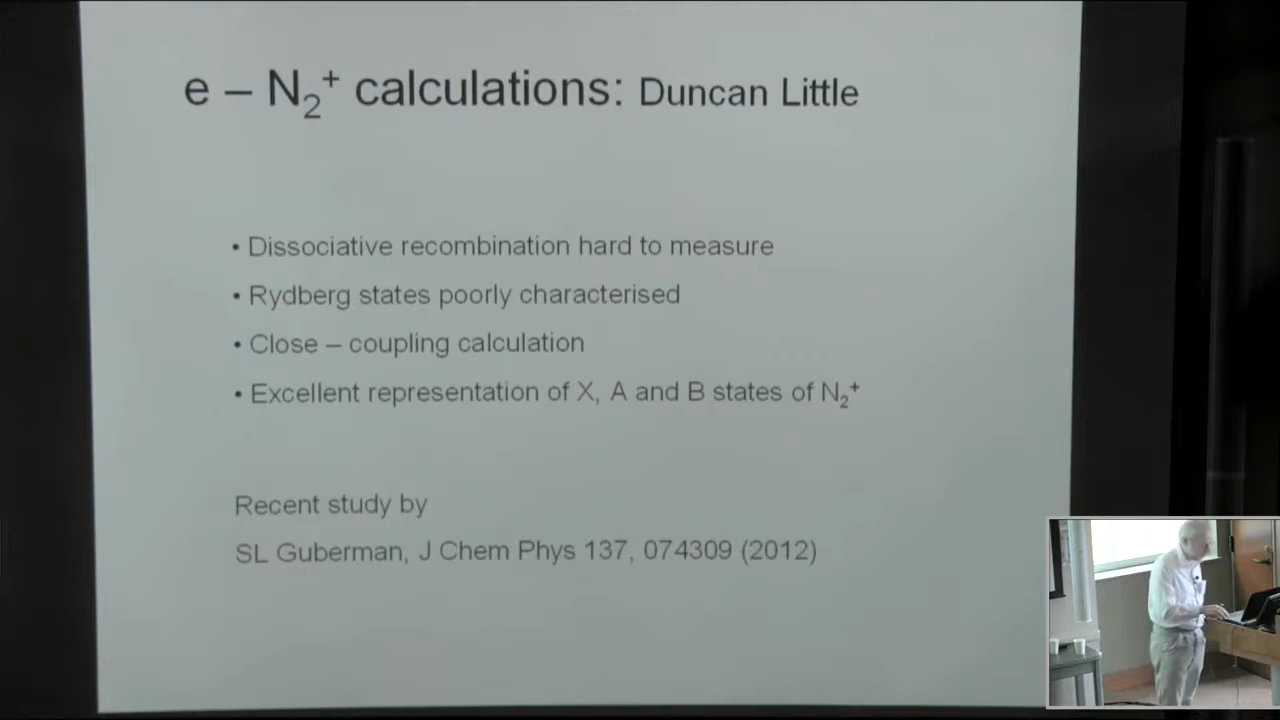 e – N₂⁺ calculations: Duncan Little
• Dissociative recombination hard to measure
• Rydberg states poorly characterised
• Close – coupling calculation
• Excellent representation of X, A and B states of N₂⁺
Recent study by
SL Guberman, J Chem Phys 137, 074309 (2012)